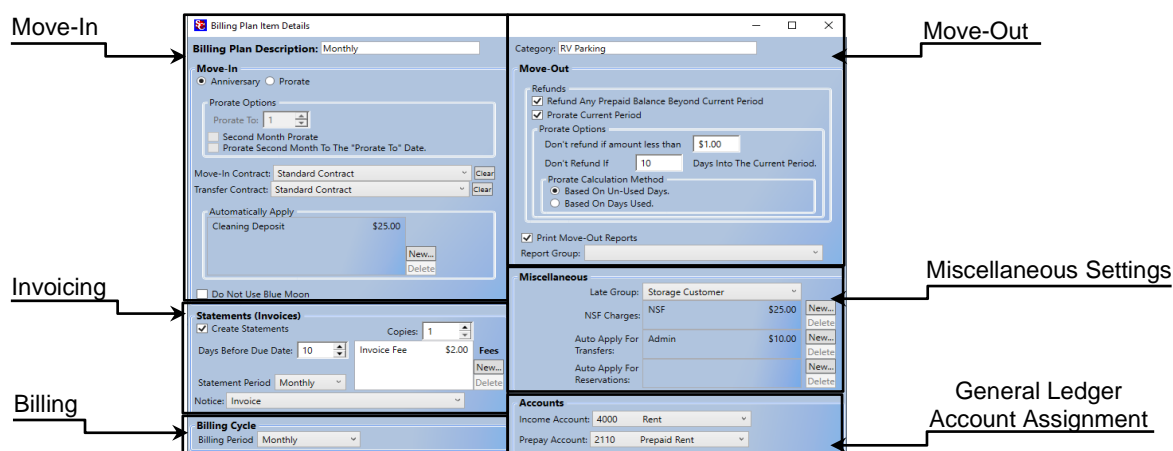 Move-In
Invoicing
Billing
Billing Plan Item Details
Billing Plan Description: Monthly
Move-In
Anniversary Prorate
Prorate Options
Prorate To: 1
Second Month Prorate
Prorate Second Month To The "Prorate To" Date.
Move-In Contract: Standard Contract Clear
Transfer Contract: Standard Contract Clear
Automatically Apply
Cleaning Deposit $25.00
New...
Delete
Do Not Use Blue Moon
Statements (Invoices)
Create Statements Copies: 1
Days Before Due Date: 10 Invoice Fee $2.00 Fees
New...
Statement Period Monthly Delete
Notice: Invoice
Billing Cycle
Billing Period Monthly
Category: RV Parking
Move-Out
Refunds
Refund Any Prepaid Balance Beyond Current Period
Prorate Current Period
Prorate Options
Don't refund if amount less than $1.00
Don't Refund If 10 Days Into The Current Period.
Prorate Calculation Method
Based On Un-Used Days.
Based On Days Used.
Print Move-Out Reports
Report Group:
Miscellaneous
Late Group: Storage Customer
NSF Charges: NSF $25.00 New...
Delete
Auto Apply For Admin $10.00 New...
Transfers: Delete
Auto Apply For New...
Reservations: Delete
Accounts
Income Account: 4000 Rent
Prepay Account: 2110 Prepaid Rent
Move-Out
Miscellaneous Settings
General Ledger
Account Assignment